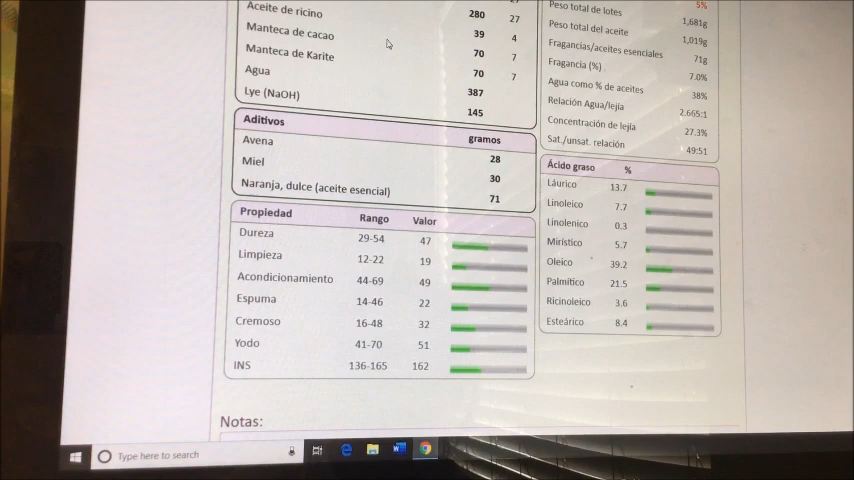 Aceite de ricino 280 27
Manteca de cacao 39 4
Manteca de Karite 70 7
Agua 70 7
Lye (NaOH) 387
145
Aditivos gramos
Avena 28
Miel 30
Naranja, dulce (aceite esencial) 71
Propiedad Rango Valor
Dureza 29-54 47
Limpieza 12-22 19
Acondicionamiento 44-69 49
Espuma 14-46 22
Cremoso 16-48 32
Yodo 41-70 51
INS 136-165 162
Notas:
5%
Peso total de lotes 1,681g
Peso total del aceite 1,019g
Fragancias/aceites esenciales 71g
Fragancia (%) 7.0%
Agua como % de aceites 38%
Relación Agua/lejía 2.665:1
Concentración de lejía 27.3%
Sat./unsat. relación 49:51
Ácido graso %
Láurico 13.7
Linoleico 7.7
Linolenico 0.3
Mirístico 5.7
Oleico 39.2
Palmítico 21.5
Ricinoleico 3.6
Esteárico 8.4
Type here to search